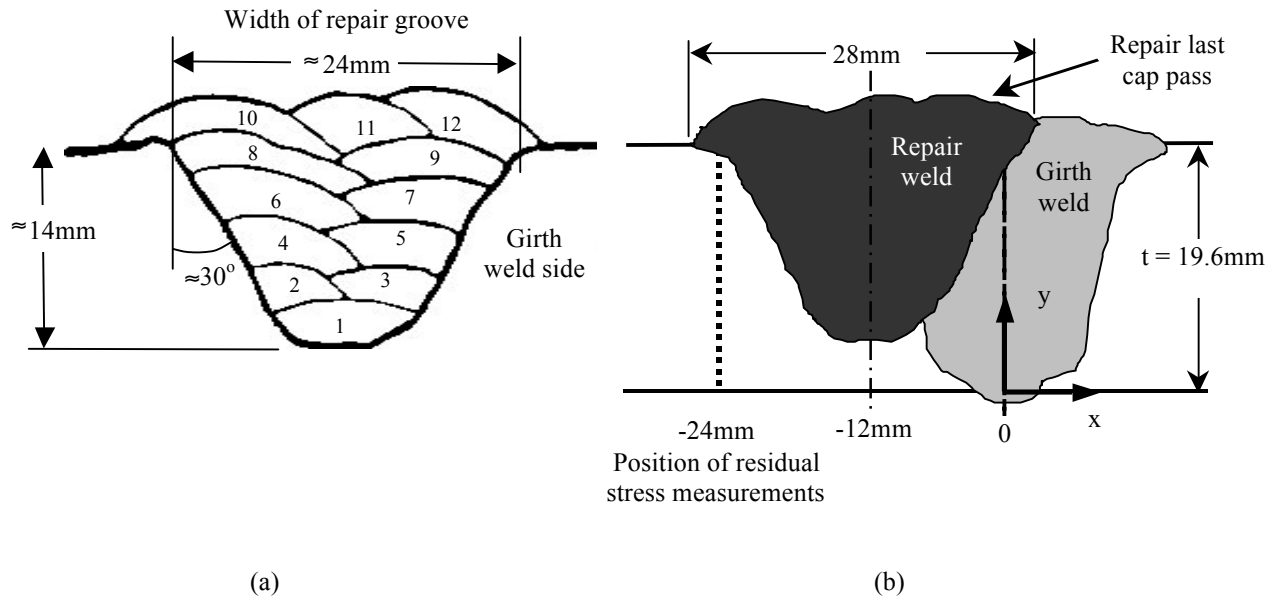 Width of repair groove
≈24mm
10
11
12
8
9
6
7
4
5
2
3
1
≈14mm
≈30°
Girth
weld side
(a)
28mm
Repair last
cap pass
Repair
weld
Girth
weld
t = 19.6mm
y
x
-24mm
-12mm
0
Position of residual
stress measurements
(b)